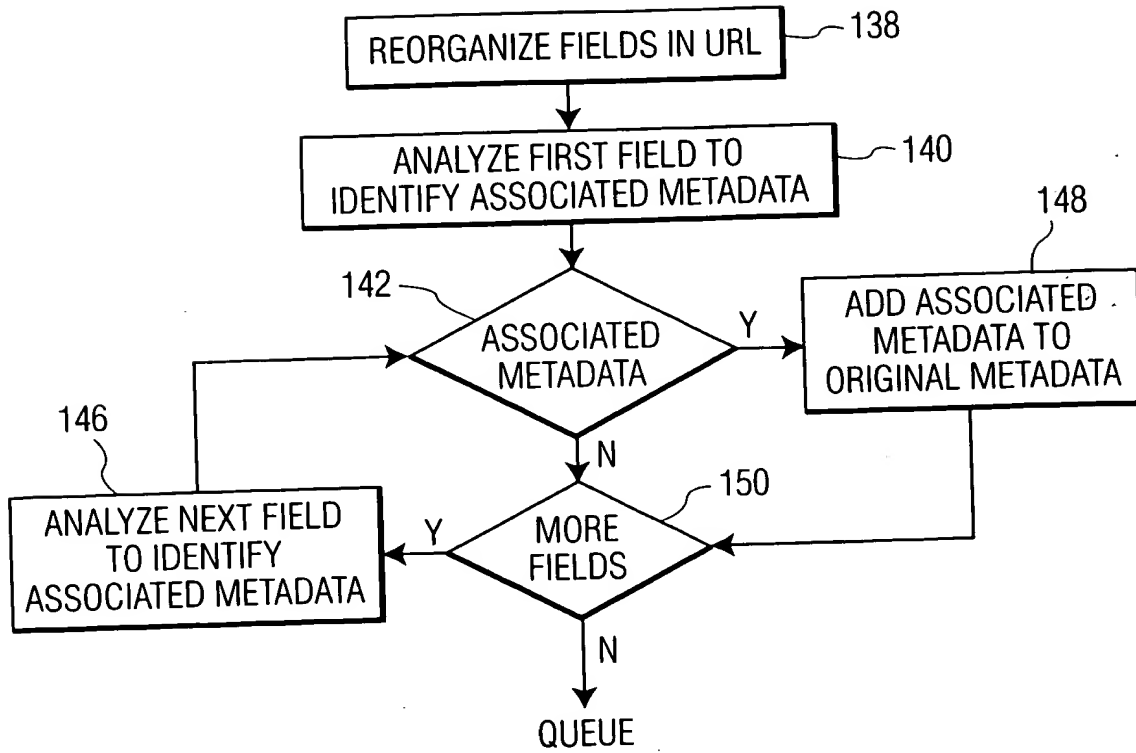 REORGANIZE FIELDS IN URL
138
ANALYZE FIRST FIELD TO
IDENTIFY ASSOCIATED METADATA
140
142
ASSOCIATED
METADATA
Y
148
ADD ASSOCIATED
METADATA TO
ORIGINAL METADATA
N
146
ANALYZE NEXT FIELD
TO IDENTIFY
ASSOCIATED METADATA
Y
150
MORE
FIELDS
N
QUEUE